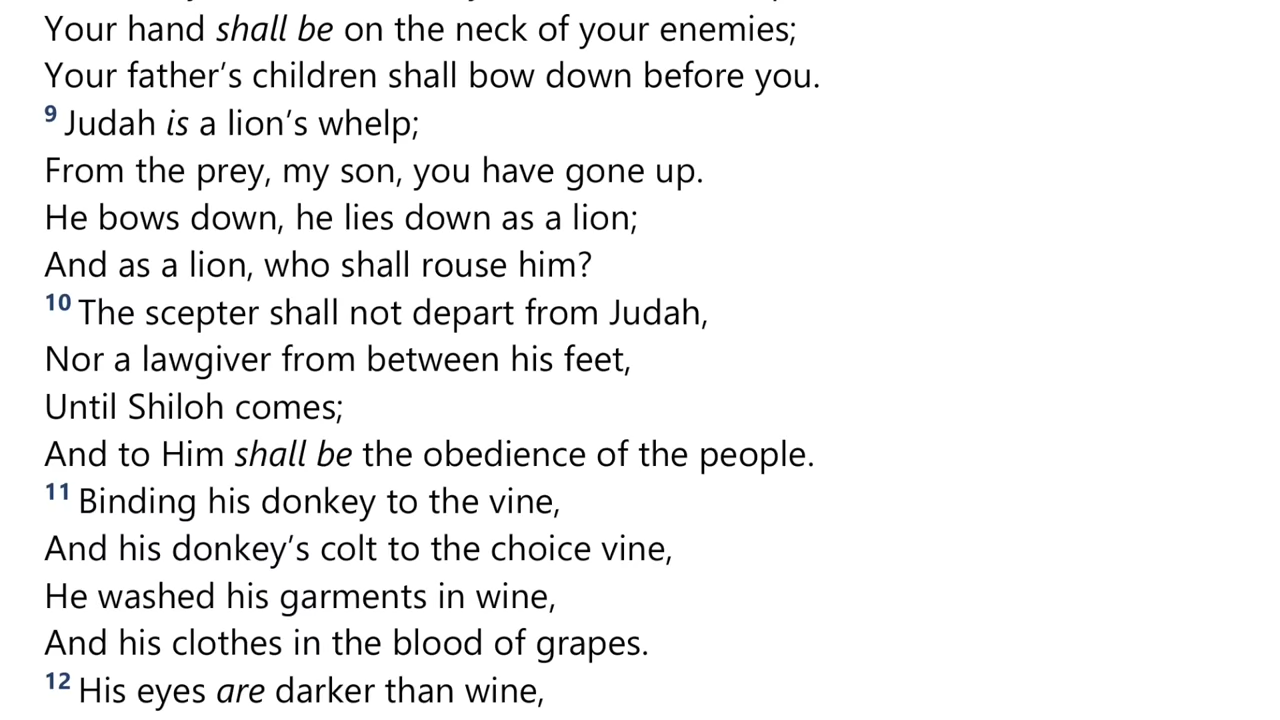 Your hand shall be on the neck of your enemies;
Your father’s children shall bow down before you.
9 Judah is a lion’s whelp;
From the prey, my son, you have gone up.
He bows down, he lies down as a lion;
And as a lion, who shall rouse him?
10 The scepter shall not depart from Judah,
Nor a lawgiver from between his feet,
Until Shiloh comes;
And to Him shall be the obedience of the people.
11 Binding his donkey to the vine,
And his donkey’s colt to the choice vine,
He washed his garments in wine,
And his clothes in the blood of grapes.
12 His eyes are darker than wine,